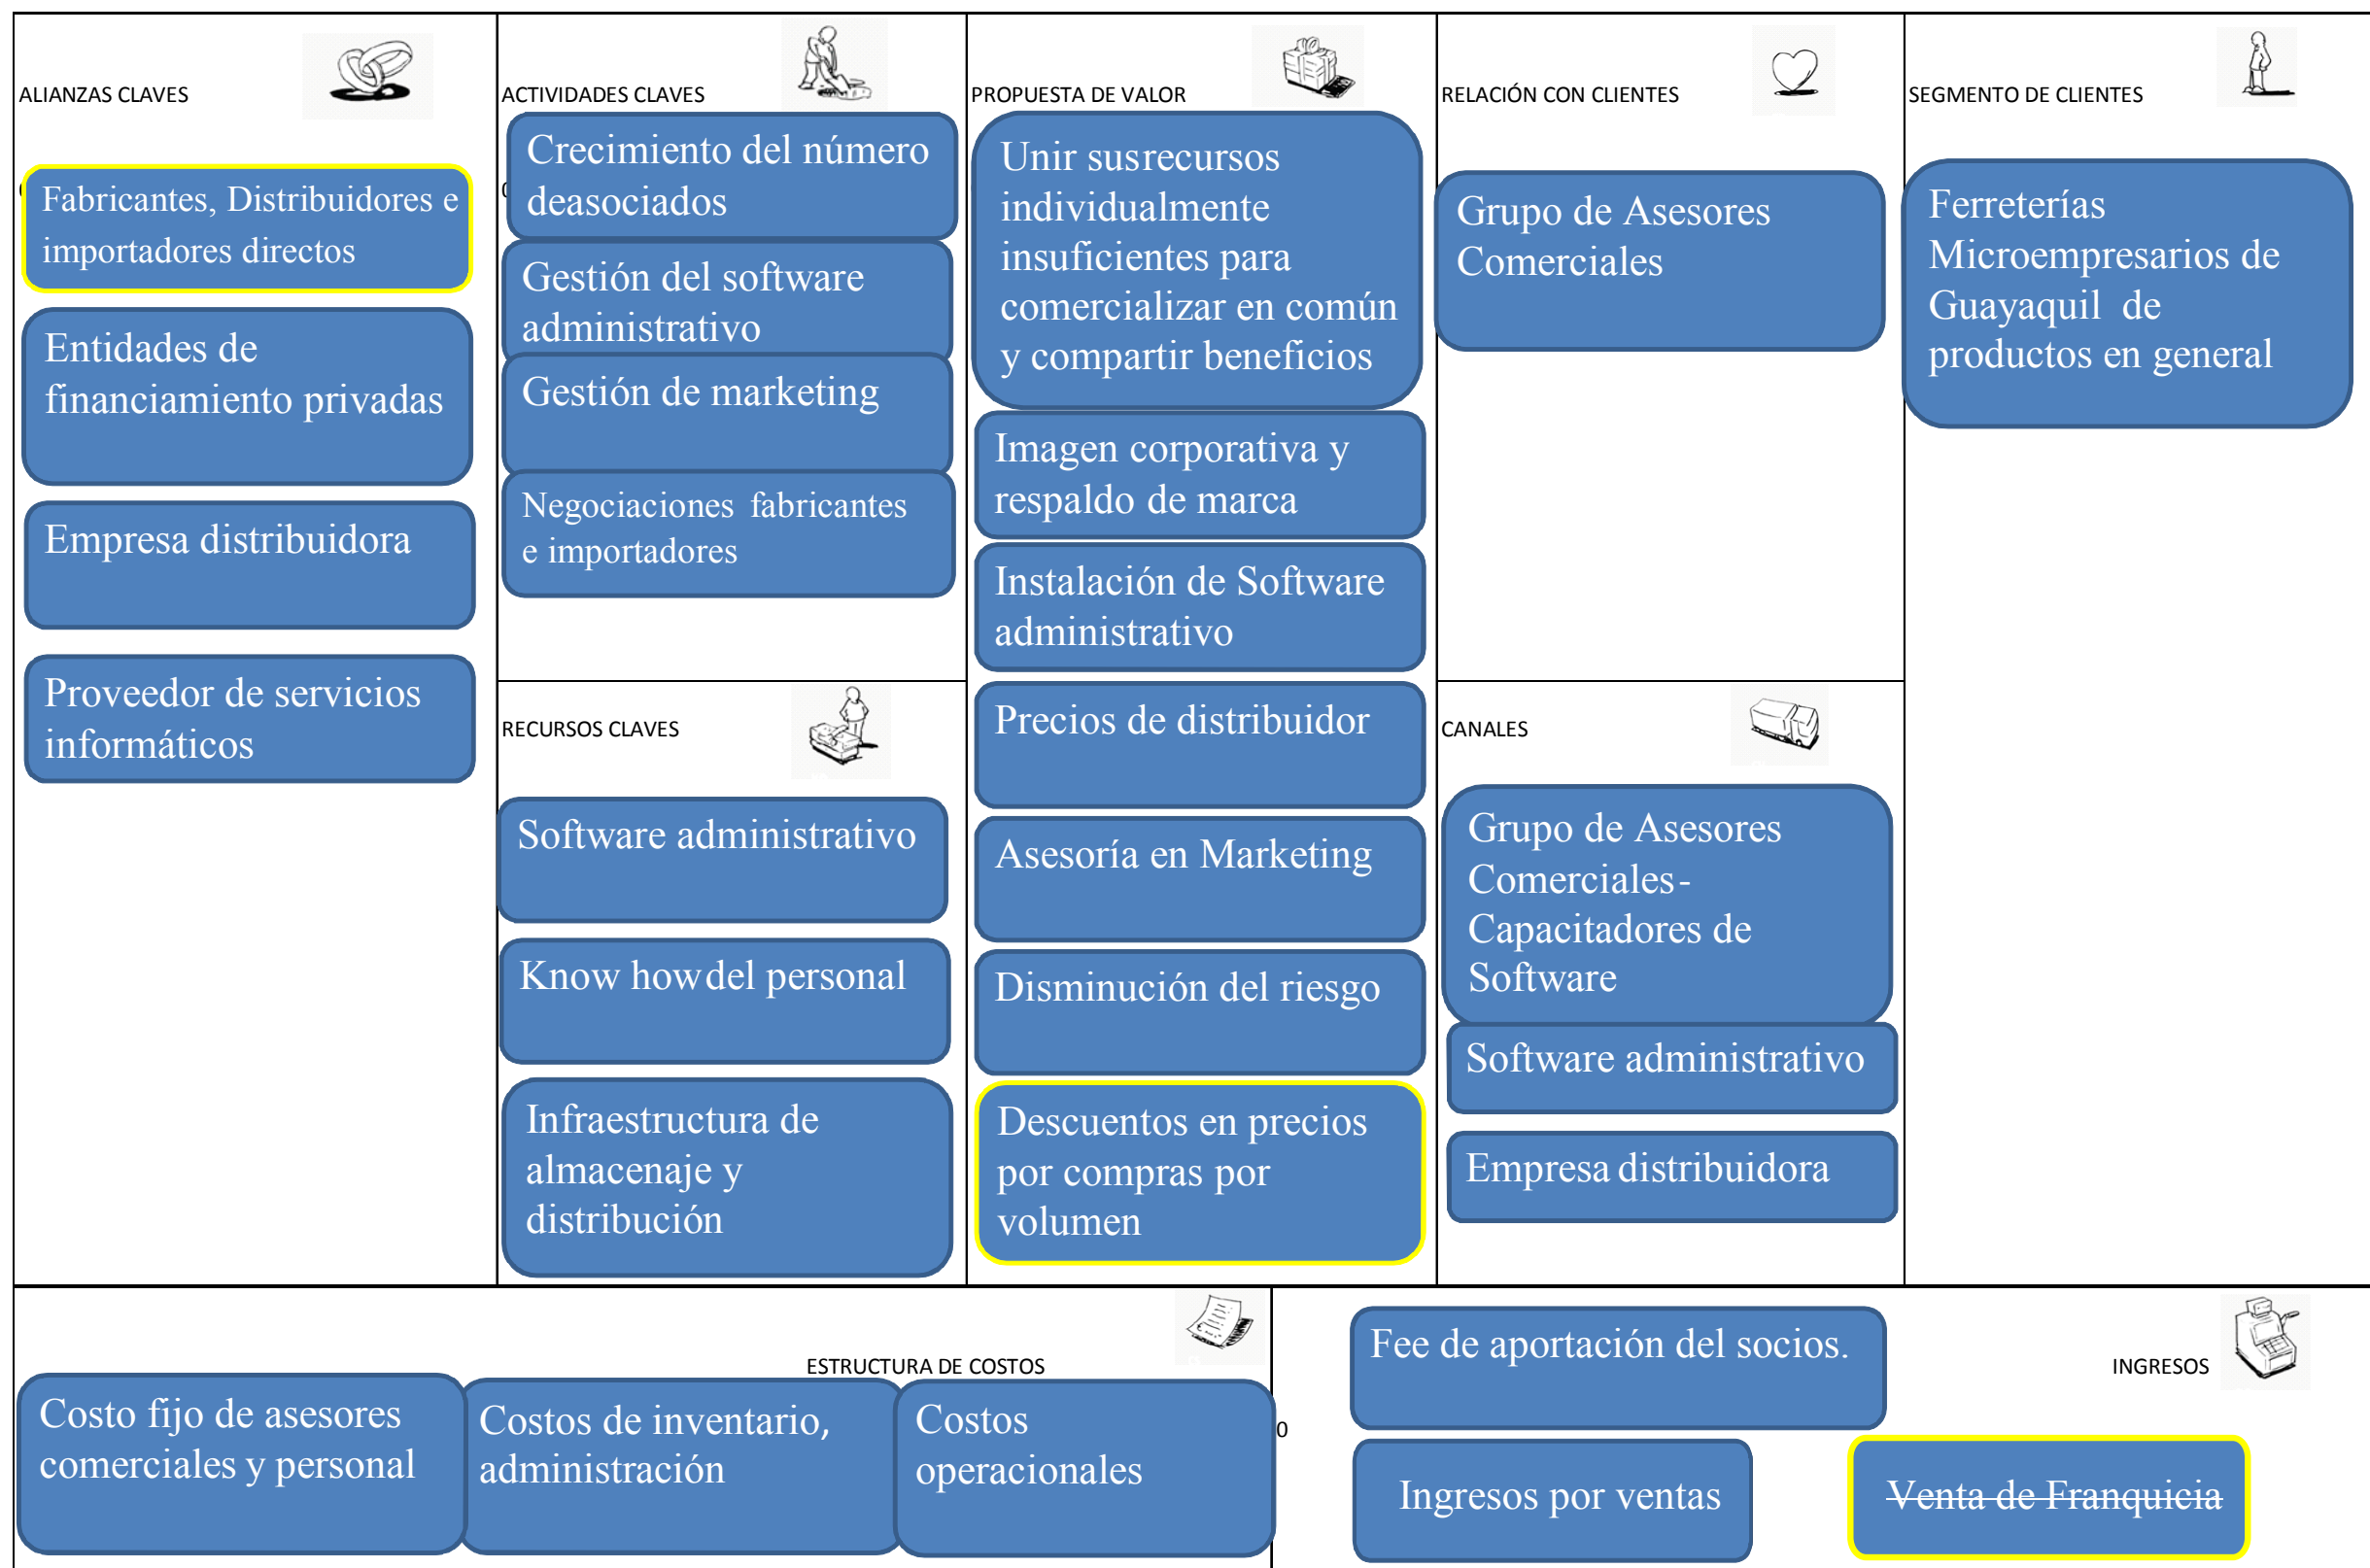 ALIANZAS CLAVES
Fabricantes, Distribuidores e
importadores directos
Entidades de
financiamiento privadas
Empresa distribuidora
Proveedor de servicios
informáticos
ACTIVIDADES CLAVES
Crecimiento del número
deasociados
Gestión del software
administrativo
Gestión de marketing
Negociaciones fabricantes
e importadores
RECURSOS CLAVES
Software administrativo
Know howdel personal
Infraestructura de
almacenaje y
distribución
PROPUESTA DE VALOR
Unir susrecursos
individualmente
insuficientes para
comercializar en común
y compartir beneficios
Imagen corporativa y
respaldo de marca
Instalación de Software
administrativo
Precios de distribuidor
Asesoría en Marketing
Disminución del riesgo
Descuentos en precios
por compras por
volumen
RELACIÓN CON CLIENTES
Grupo de Asesores
Comerciales
CANALES
Grupo de Asesores
Comerciales-
Capacitadores de
Software
Software administrativo
Empresa distribuidora
SEGMENTO DE CLIENTES
Ferreterías
Microempresarios de
Guayaquil de
productos en general
ESTRUCTURA DE COSTOS
Costo fijo de asesores
comerciales y personal
Costos de inventario,
administración
Costos
operacionales
0
INGRESOS
Fee de aportación del socios.
Ingresos por ventas
Venta de Franquicia